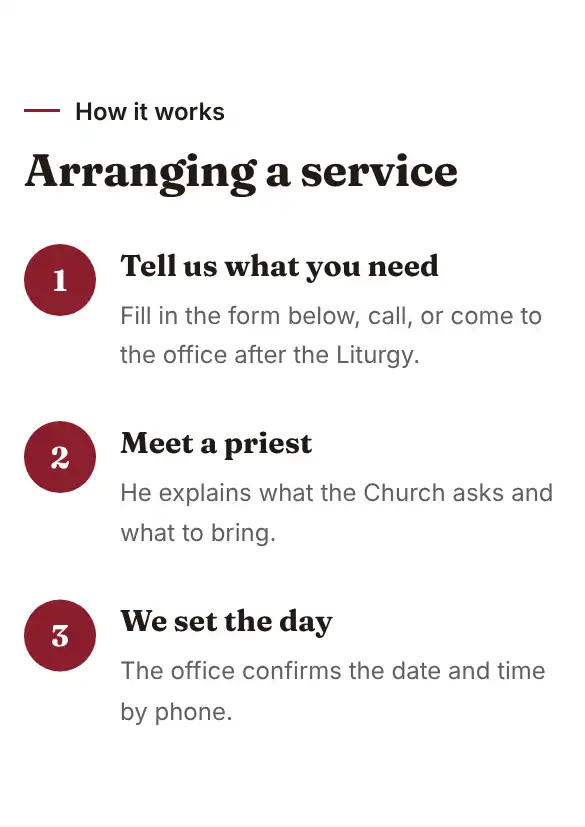 How it works
Arranging a service
1
Tell us what you need
Fill in the form below, call, or come to
the office after the Liturgy.
2
Meet a priest
He explains what the Church asks and
what to bring.
3
We set the day
The office confirms the date and time
by phone.